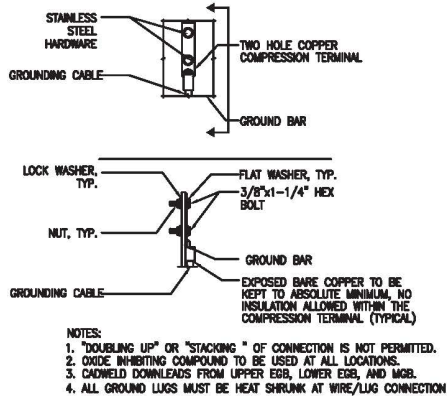 STAINLESS
STEEL
HARDWARE
TWO HOLE COPPER
COMPRESSION TERMINAL
GROUNDING CABLE
GROUND BAR
LOCK WASHER,
TYP.
FLAT WASHER, TYP.
3/8"x1-1/4" HEX
BOLT
NUT, TYP.
GROUND BAR
GROUNDING CABLE
EXPOSED BARE COPPER TO BE
KEPT TO ABSOLUTE MINIMUM, NO
INSULATION ALLOWED WITHIN THE
COMPRESSION TERMINAL (TYPICAL)
NOTES:
1. "DOUBLING UP" OR "STACKING " OF CONNECTION IS NOT PERMITTED.
2. OXIDE INHIBITING COMPOUND TO BE USED AT ALL LOCATIONS.
3. CADWELD DOWNLEADS FROM UPPER EGB, LOWER EGB, AND MGB.
4. ALL GROUND LUGS MUST BE HEAT SHRUNK AT WIRE/LUG CONNECTION